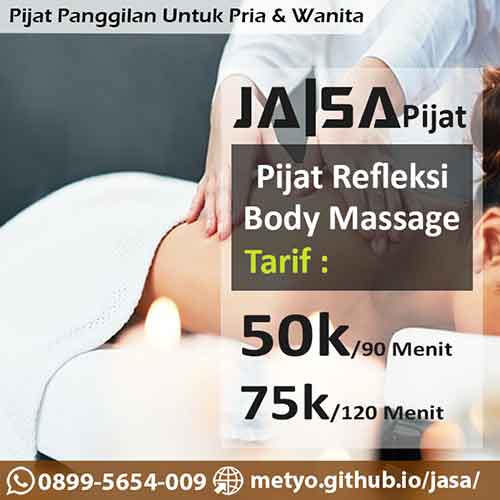 Pijat Panggilan Untuk Pria & Wanita
JA|SA Pijat
Pijat Refleksi
Body Massage
Tarif :
50k/90 Menit
75k/120 Menit
0899-5654-009 metyo.github.io/jasa/